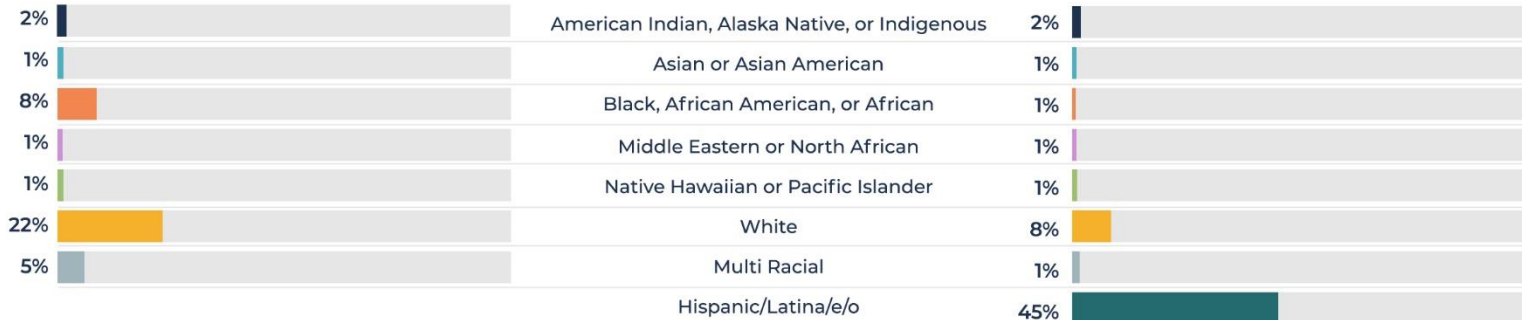 2% American Indian, Alaska Native, or Indigenous 2%
1% Asian or Asian American 1%
8% Black, African American, or African 1%
1% Middle Eastern or North African 1%
1% Native Hawaiian or Pacific Islander 1%
22% White 8%
5% Multi Racial 1%
Hispanic/Latina/e/o 45%